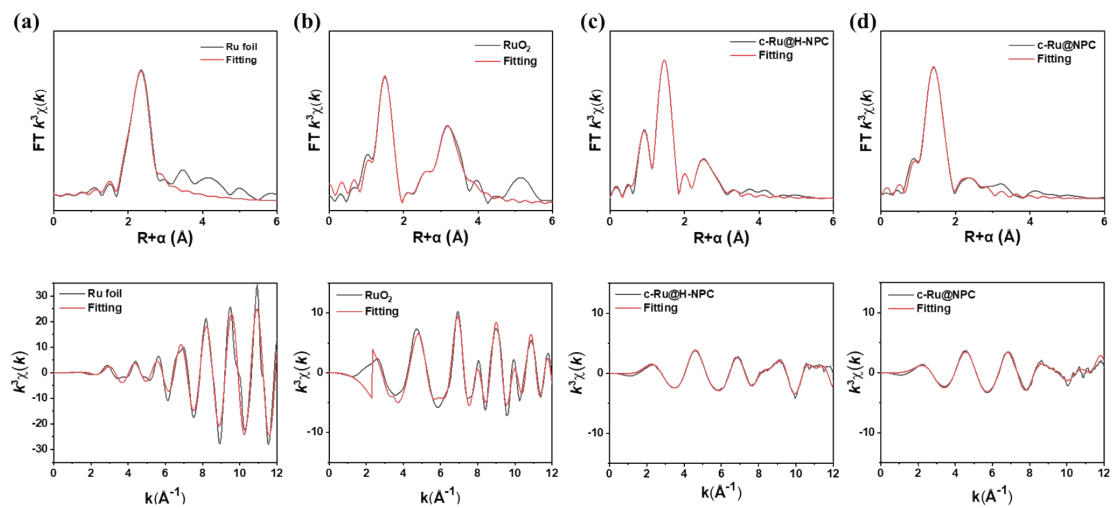 (a)
Ru foil
Fitting
FT k³χ(k)
0 2 4 6
R+α (Å)
(b)
RuO₂
Fitting
FT k³χ(k)
0 2 4 6
R+α (Å)
(c)
c-Ru@H-NPC
Fitting
FT k³χ(k)
0 2 4 6
R+α (Å)
(d)
c-Ru@NPC
Fitting
FT k³χ(k)
0 2 4 6
R+α (Å)
Ru foil
Fitting
k³χ(k)
30
20
10
0
-10
-20
-30
0 2 4 6 8 10 12
k(Å⁻¹)
RuO₂
Fitting
k³χ(k)
10
0
-10
0 2 4 6 8 10 12
k(Å⁻¹)
c-Ru@H-NPC
Fitting
k³χ(k)
10
0
-10
0 2 4 6 8 10 12
k(Å⁻¹)
c-Ru@NPC
Fitting
k³χ(k)
10
0
-10
0 2 4 6 8 10 12
k(Å⁻¹)